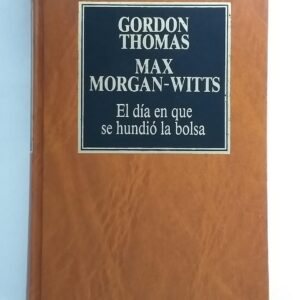 GORDON
THOMAS
MAX
MORGAN-WITTS
El día en que
se hundió la bolsa